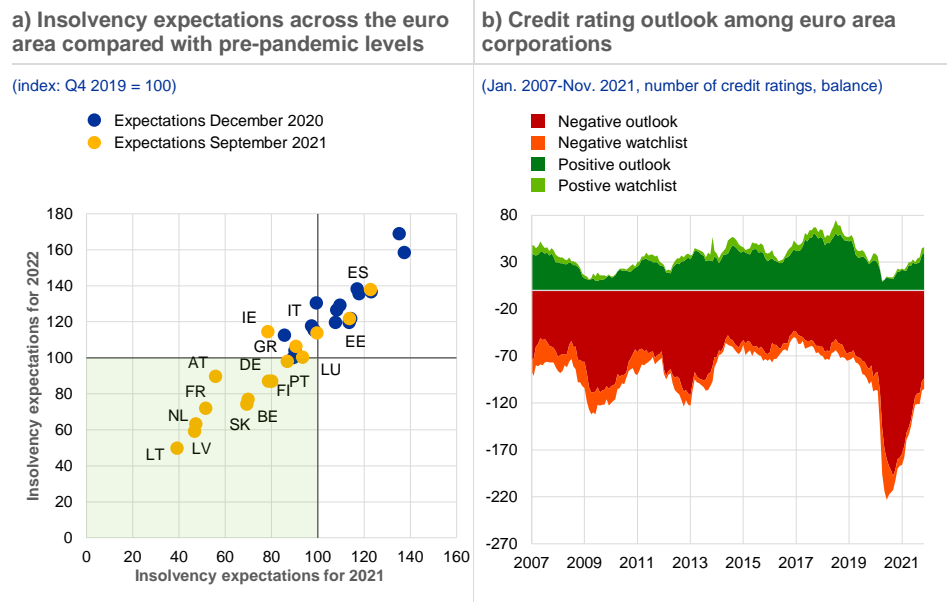 a) Insolvency expectations across the euro
area compared with pre-pandemic levels
(index: Q4 2019 = 100)
Expectations December 2020
Expectations September 2021
Insolvency expectations for 2022
180
160
140
120
100
80
60
40
20
0
ES
IT
IE
EE
GR
LU
AT
DE
PT
FI
FR
NL
BE
SK
LV
LT
0 20 40 60 80 100 120 140 160
Insolvency expectations for 2021
b) Credit rating outlook among euro area
corporations
(Jan. 2007-Nov. 2021, number of credit ratings, balance)
Negative outlook
Negative watchlist
Positive outlook
Postive watchlist
80
30
-20
-70
-120
-170
-220
-270
2007 2009 2011 2013 2015 2017 2019 2021